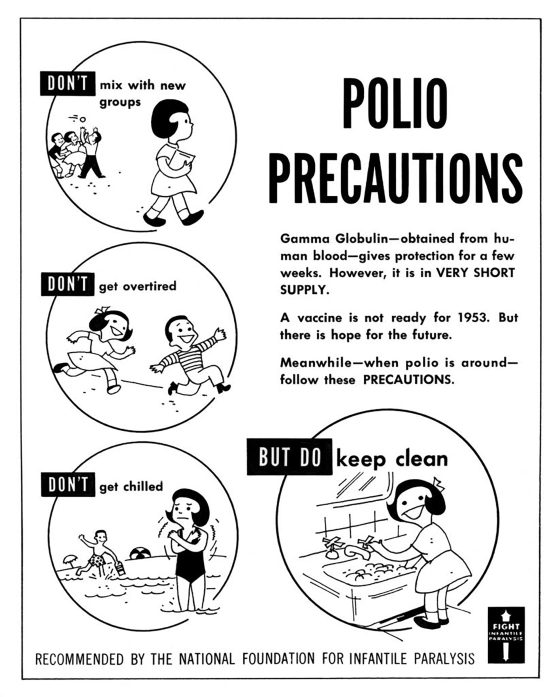 POLIO
PRECAUTIONS
DON'T mix with new
groups
Gamma Globulin—obtained from hu-
man blood—gives protection for a few
weeks. However, it is in VERY SHORT
SUPPLY.
A vaccine is not ready for 1953. But
there is hope for the future.
Meanwhile—when polio is around—
follow these PRECAUTIONS.
DON'T get overtired
DON'T get chilled
BUT DO keep clean
FIGHT
INFANTILE
PARALYSIS
RECOMMENDED BY THE NATIONAL FOUNDATION FOR INFANTILE PARALYSIS